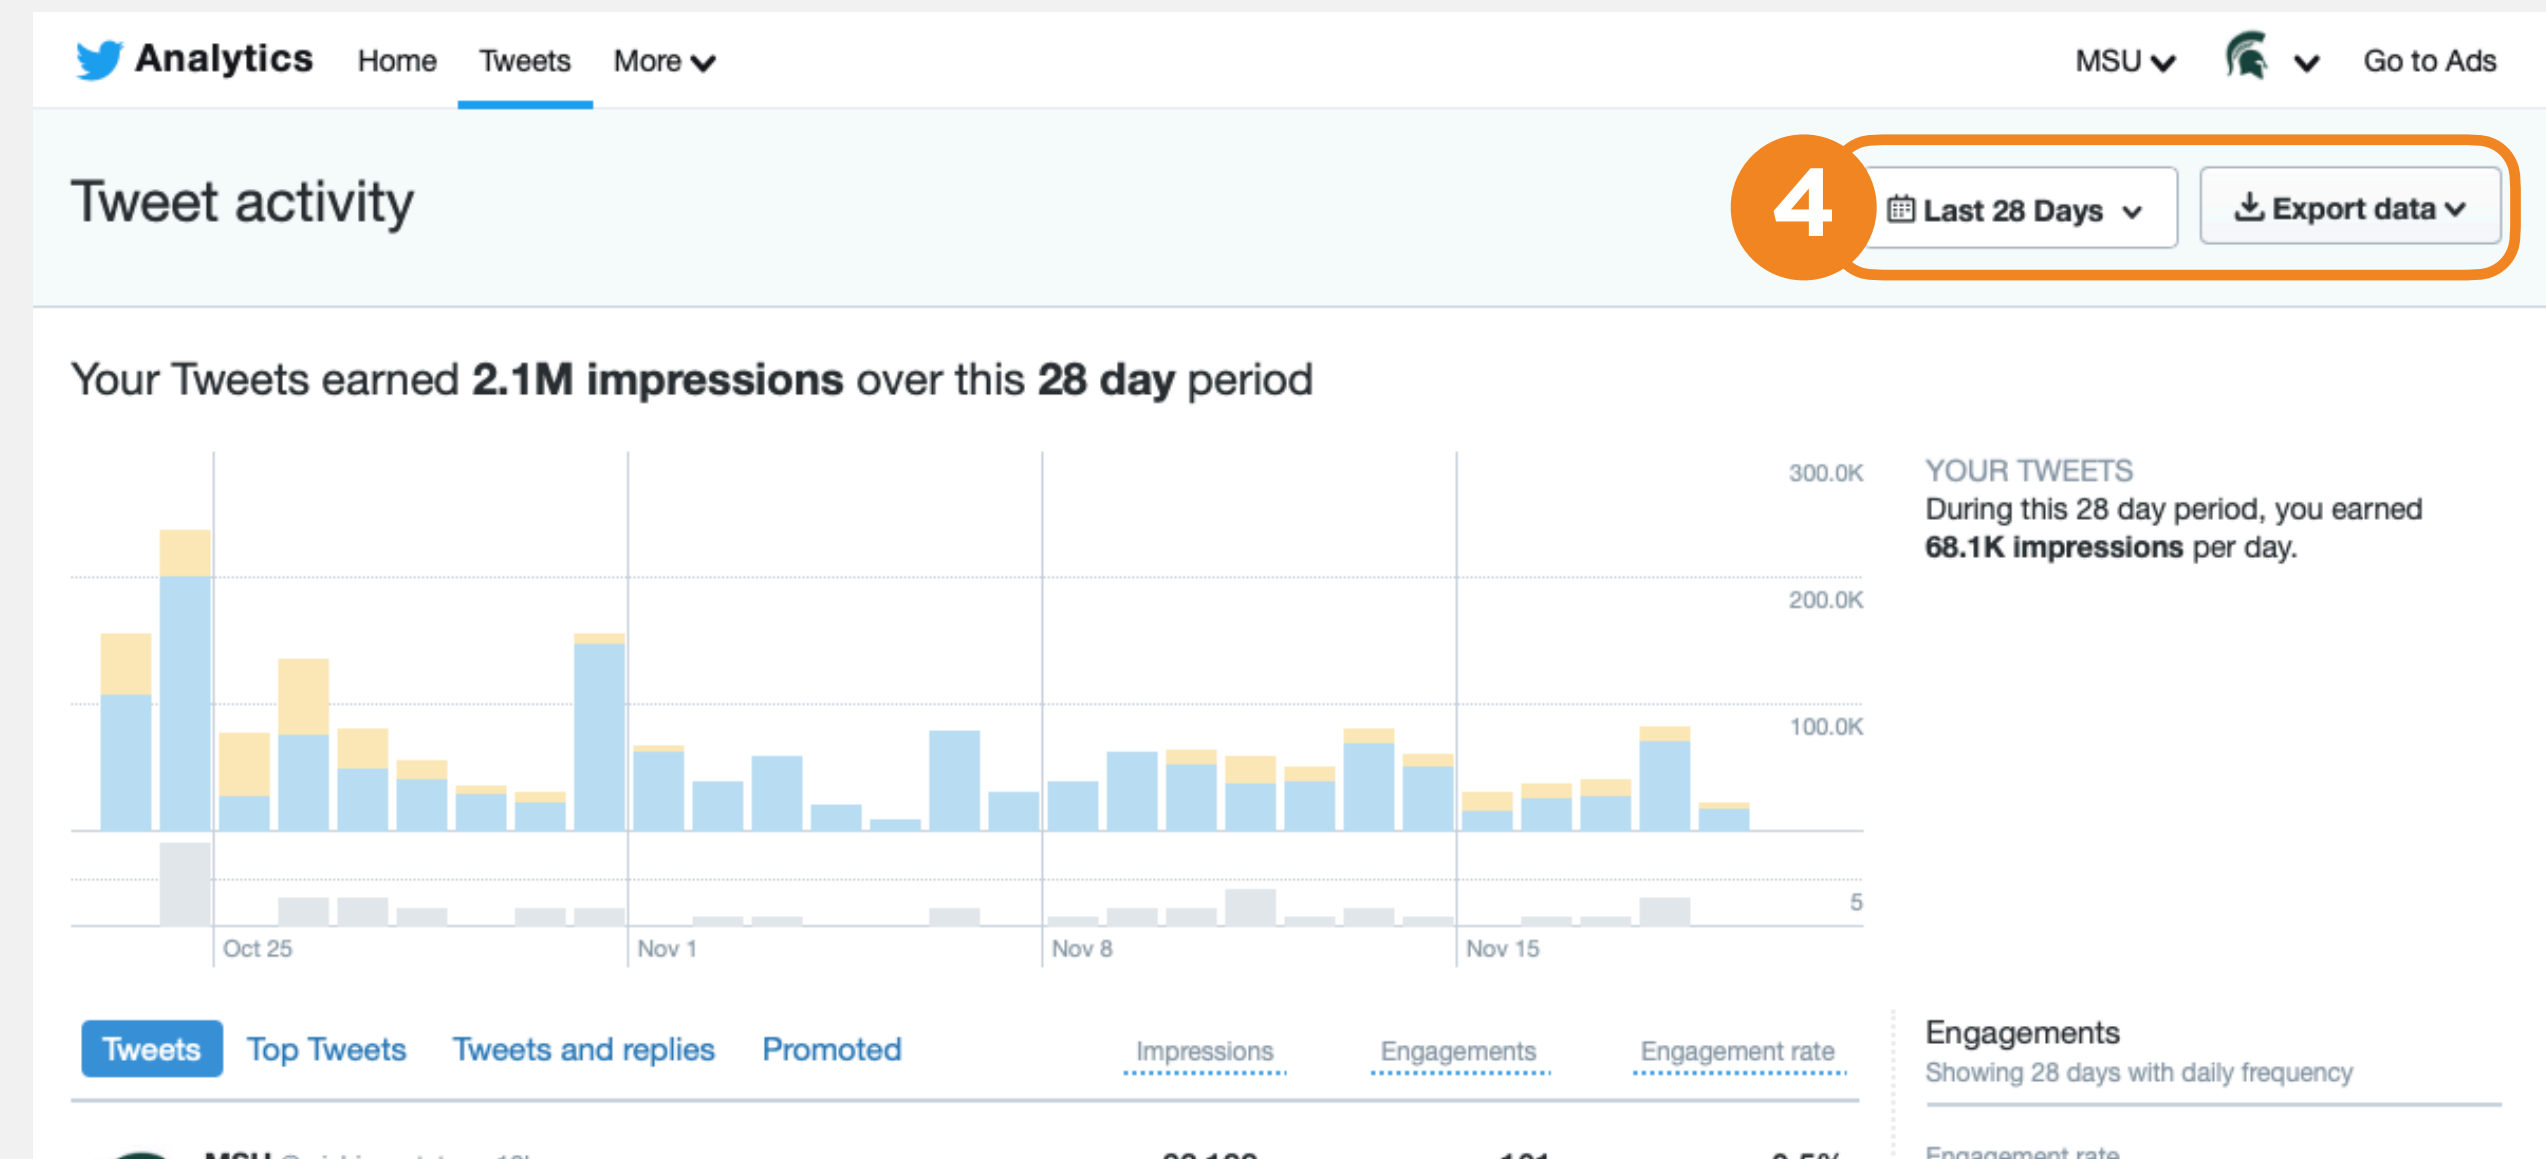 Analytics Home Tweets More MSU Go to Ads
Tweet activity
4 Last 28 Days Export data
Your Tweets earned 2.1M impressions over this 28 day period
300.0K
200.0K
100.0K
5
Oct 25 Nov 1 Nov 8 Nov 15
YOUR TWEETS
During this 28 day period, you earned
68.1K impressions per day.
Tweets Top Tweets Tweets and replies Promoted Impressions Engagements Engagement rate
MSU
Engagements
Showing 28 days with daily frequency
Engagement rate